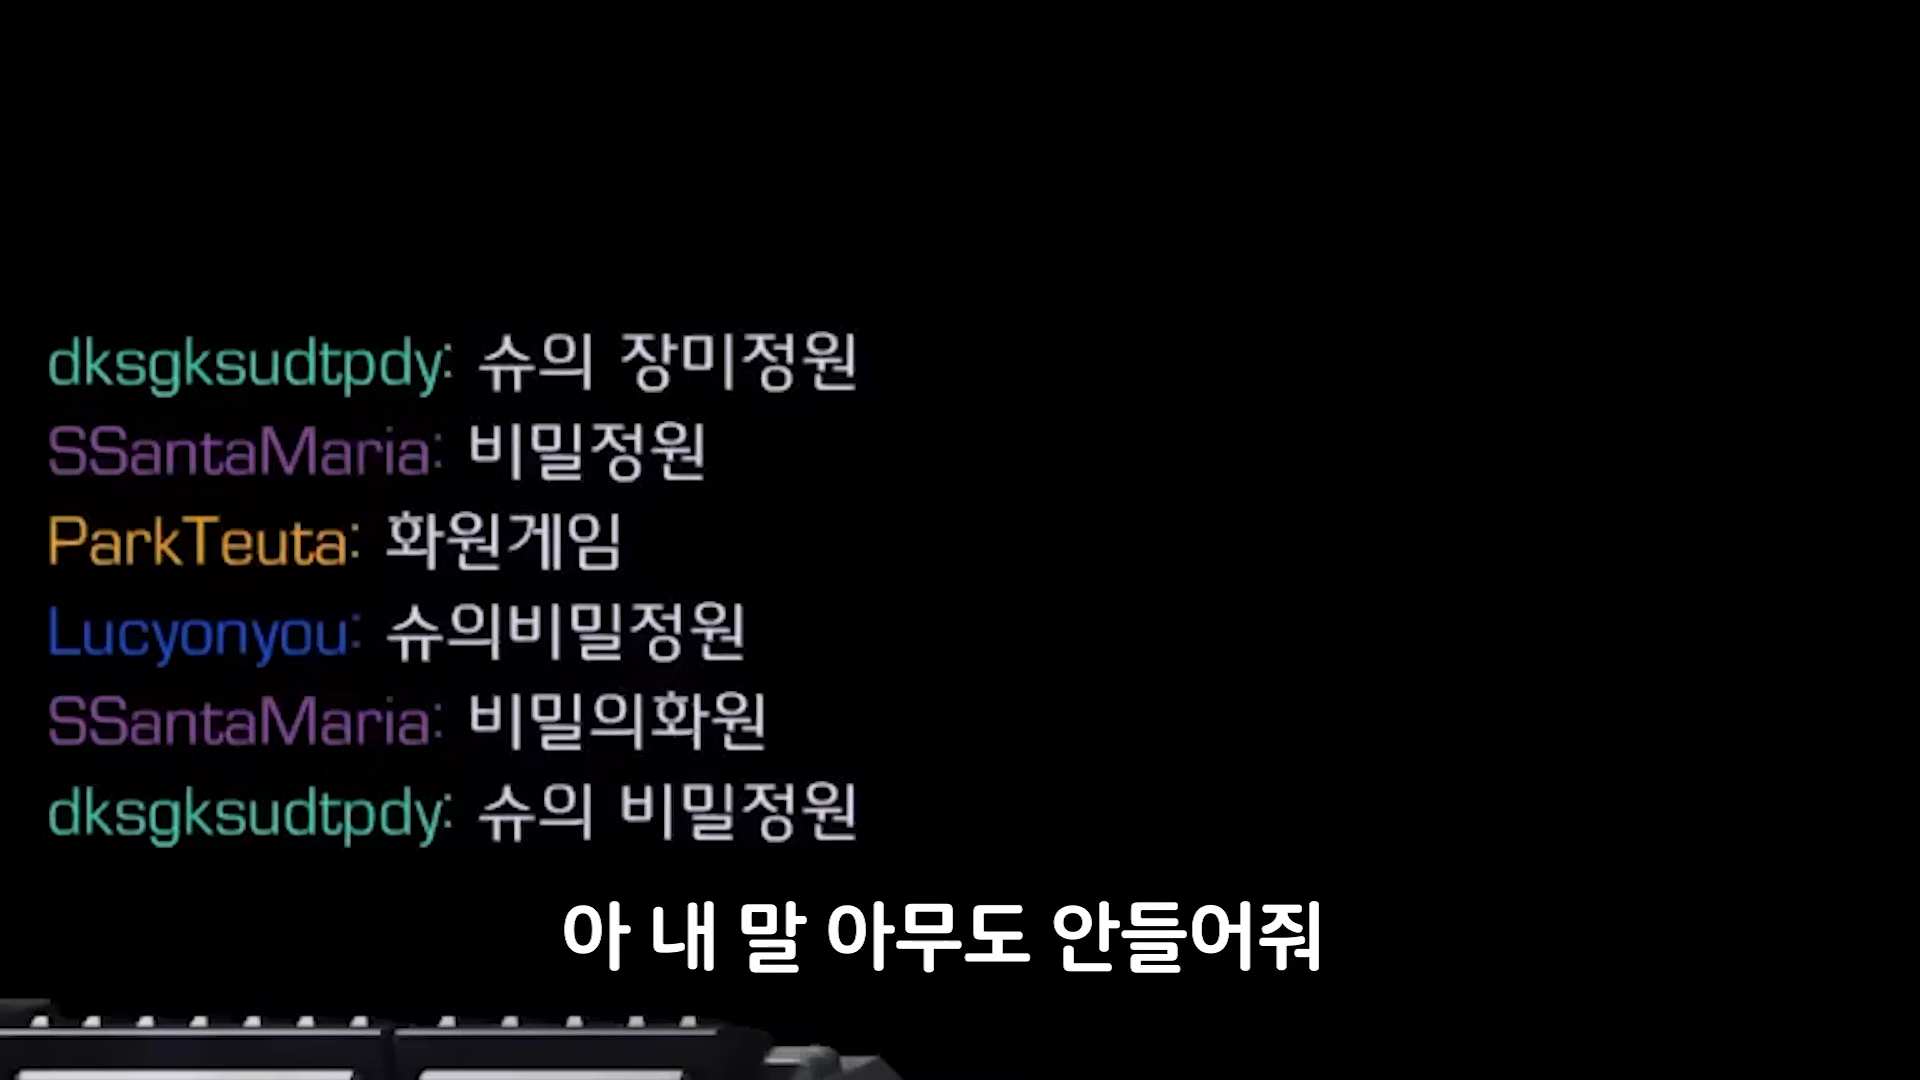 dksgksudtpdy: 슈의 장미정원
SSantaMaria: 비밀정원
ParkTeuta: 화원게임
Lucyonyou: 슈의비밀정원
SSantaMaria: 비밀의화원
dksgksudtpdy: 슈의 비밀정원
아 내 말 아무도 안들어줘